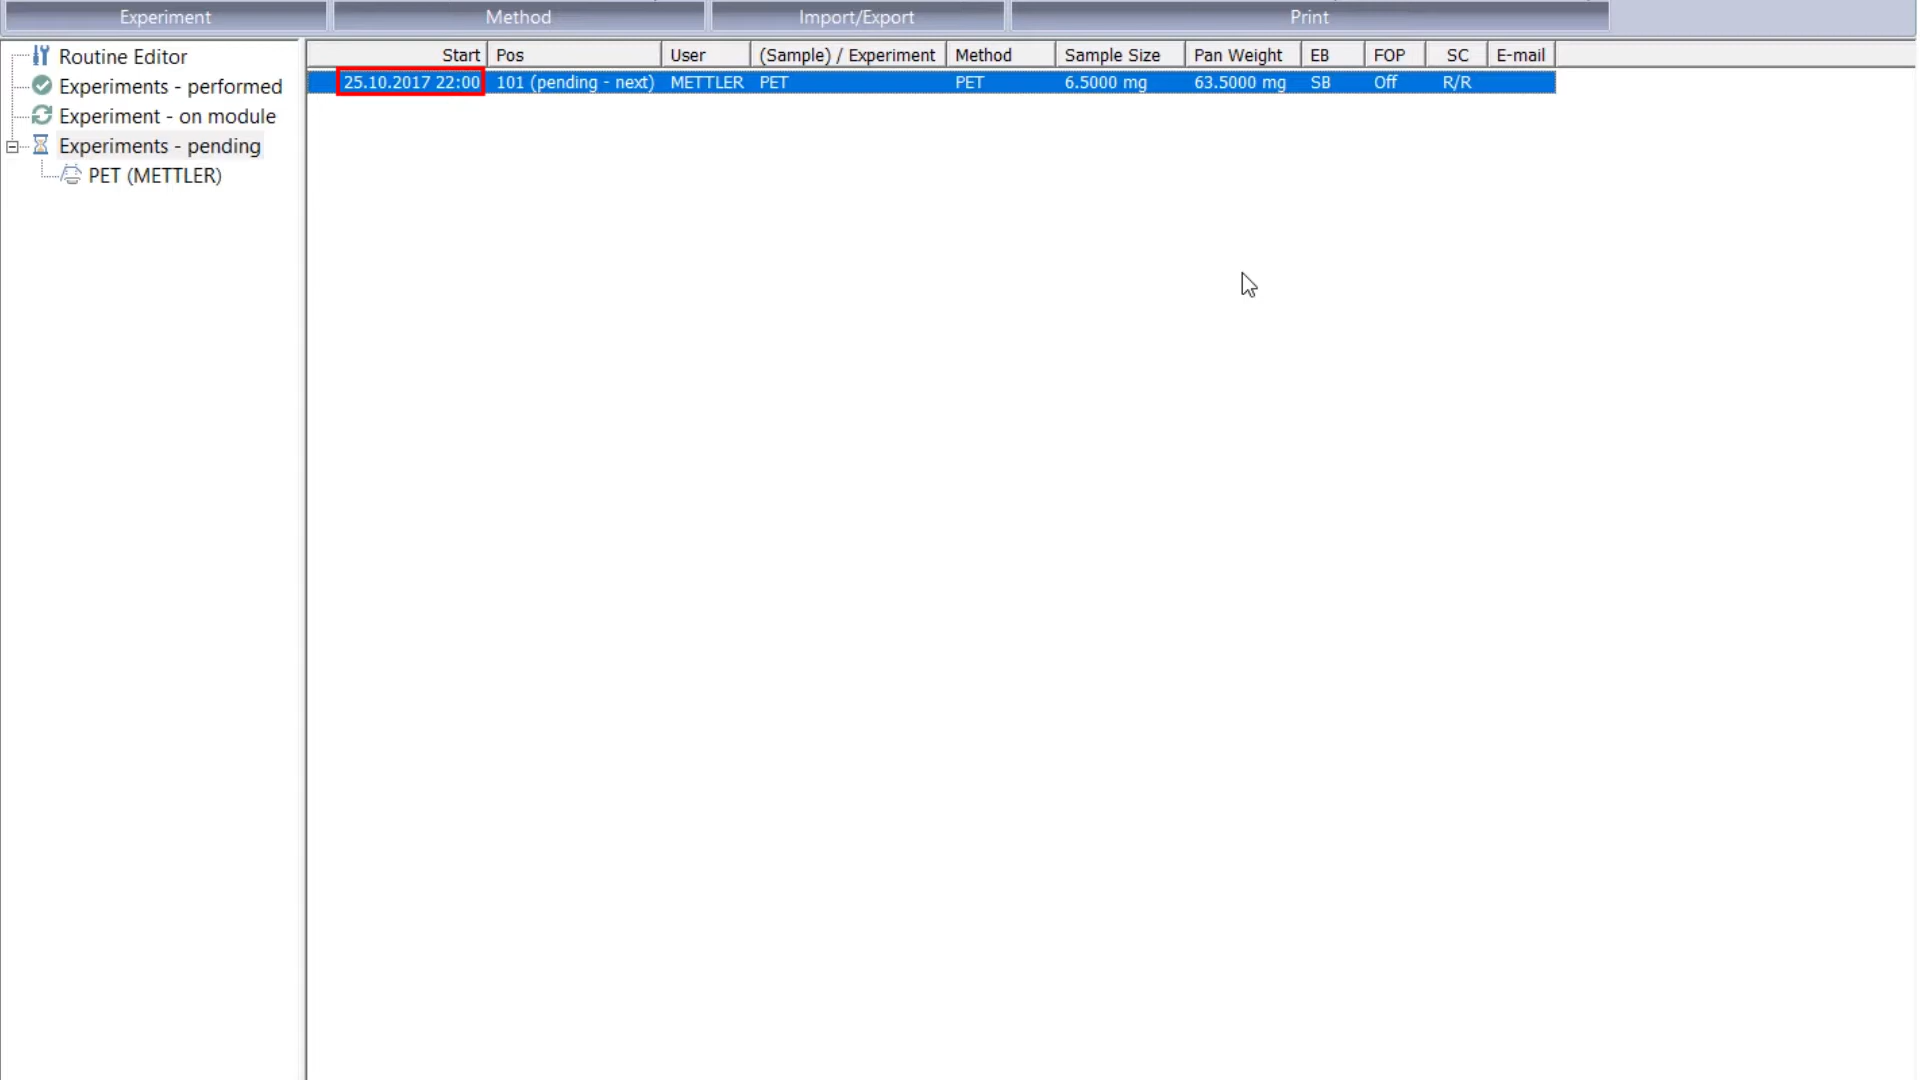 Experiment Method Import/Export Print
Routine Editor
Experiments - performed
Experiment - on module
Experiments - pending
PET (METTLER)
Start Pos User (Sample) / Experiment Method Sample Size Pan Weight EB FOP SC E-mail
25.10.2017 22:00 101 (pending - next) METTLER PET PET 6.5000 mg 63.5000 mg SB Off R/R